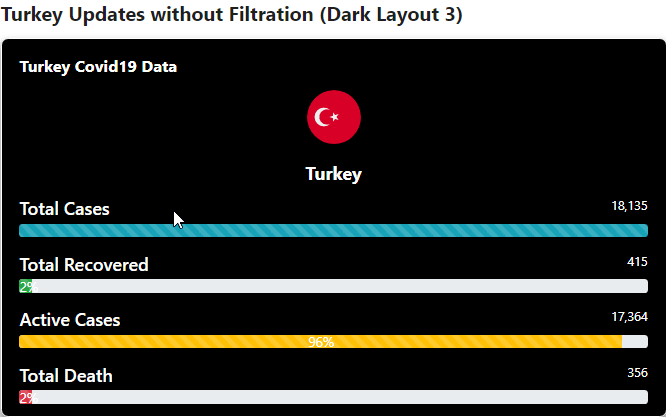 Turkey Updates without Filtration (Dark Layout 3)
Turkey Covid19 Data
Turkey
Total Cases 18,135
Total Recovered 415
2%
Active Cases 17,364
96%
Total Death 356
2%